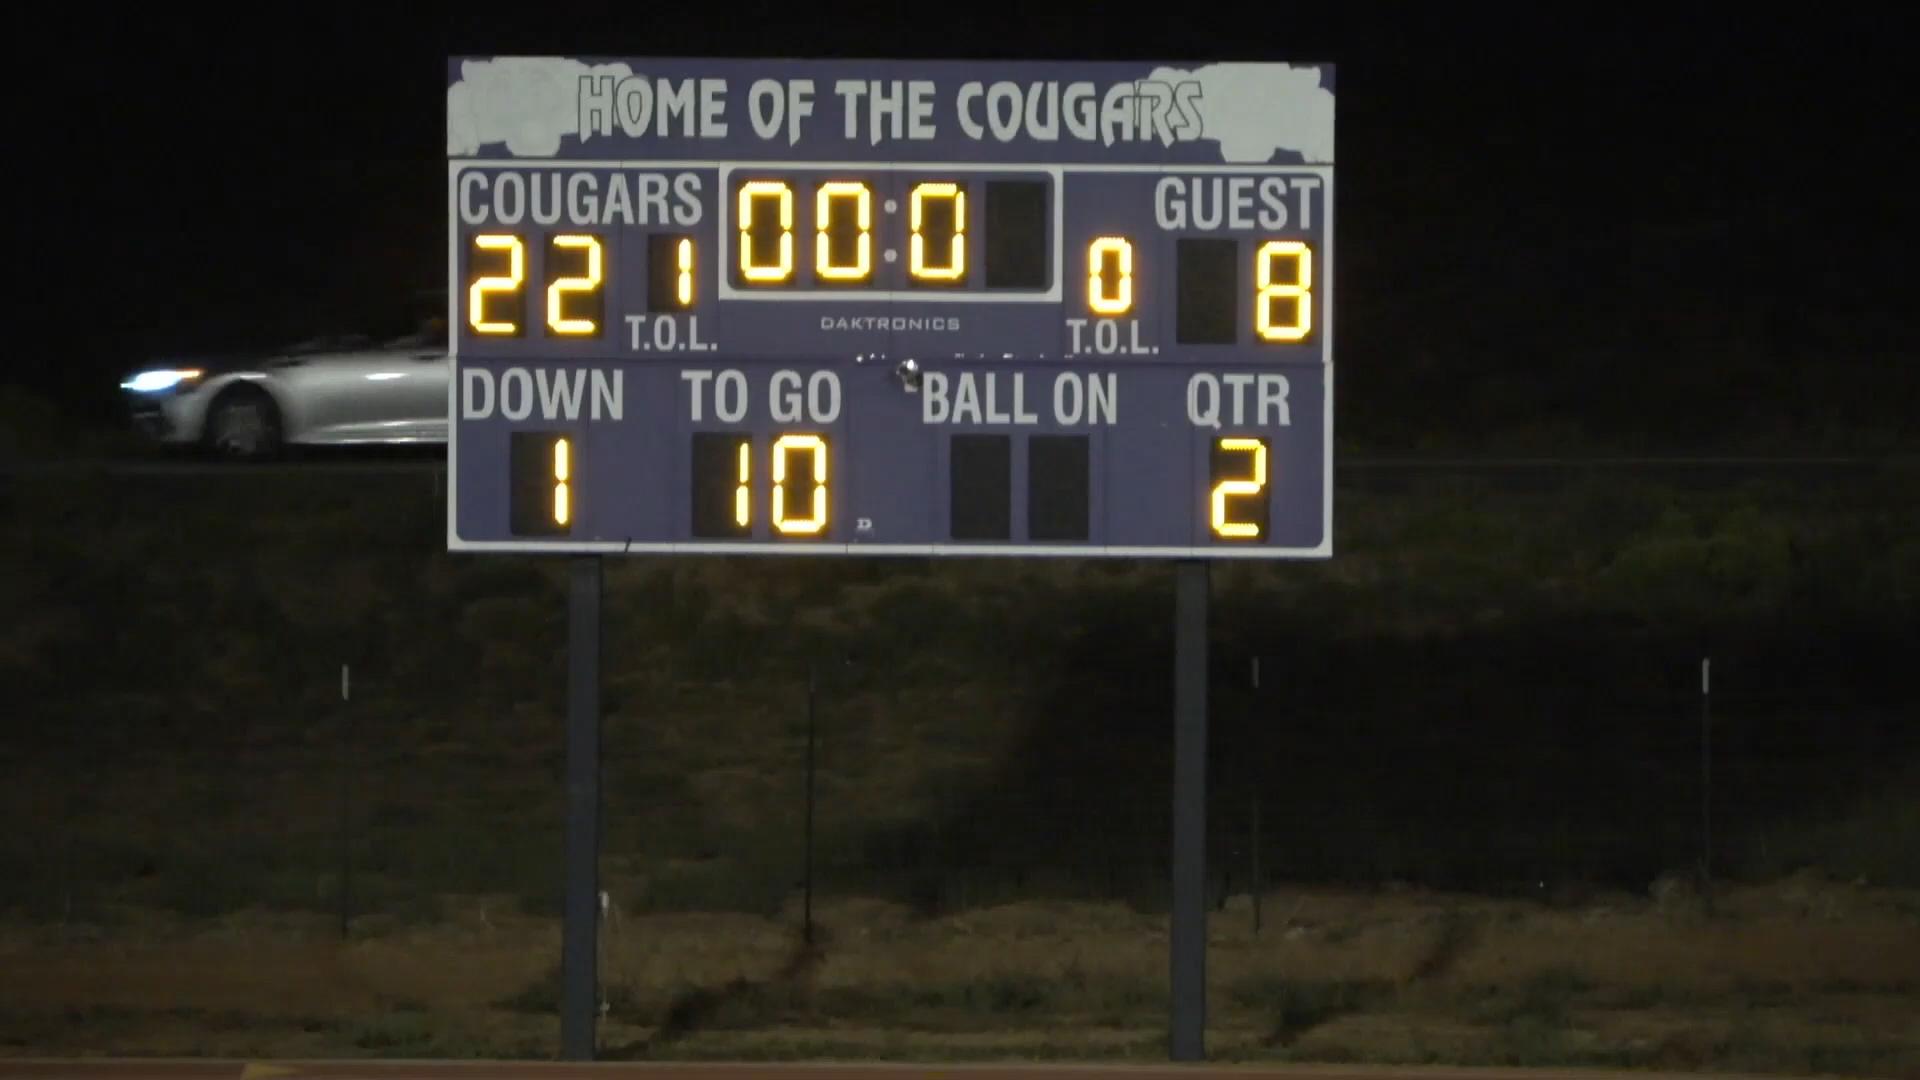 HOME OF THE COUGARS
COUGARS 00:0 GUEST
22 1 0 8
T.O.L. DAKTRONICS T.O.L.
DOWN TO GO BALL ON QTR
1 10 2
D